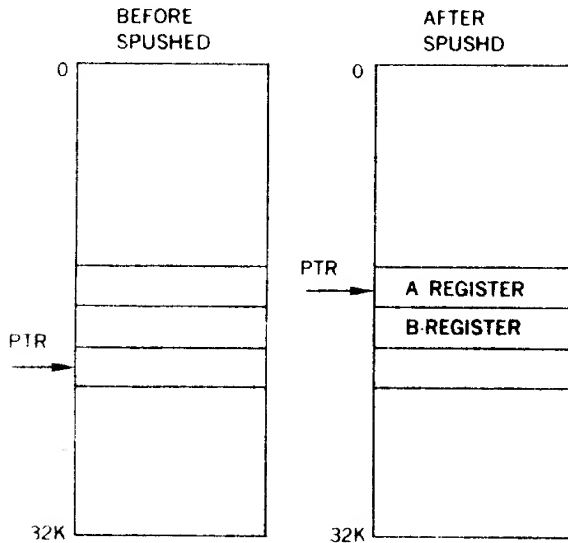 BEFORE
SPUSHED
0
PTR
32K
AFTER
SPUSHD
0
PTR
A REGISTER
B-REGISTER
32K